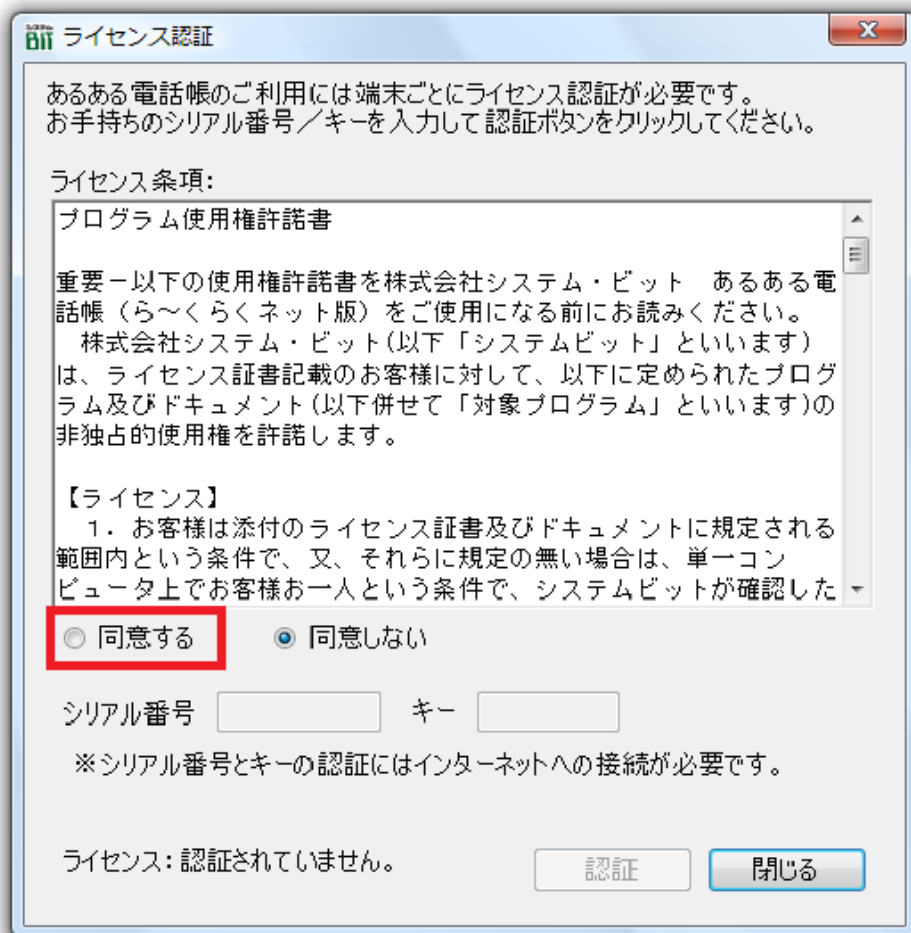 BIT ライセンス認証
あるある電話帳のご利用には端末ごとにライセンス認証が必要です。
お手持ちのシリアル番号／キーを入力して認証ボタンをクリックしてください。
ライセンス条項:
プログラム使用権許諾書
重要－以下の使用権許諾書を株式会社システム・ビット　あるある電
話帳（ら～くらくネット版）をご使用になる前にお読みください。
　株式会社システム・ビット(以下「システムビット」といいます)
は、ライセンス証書記載のお客様に対して、以下に定められたプログ
ラム及びドキュメント(以下併せて「対象プログラム」といいます)の
非独占的使用権を許諾します。
【ライセンス】
　１．お客様は添付のライセンス証書及びドキュメントに規定される
範囲内という条件で、又、それらに規定の無い場合は、単一コン
ピュータ上でお客様お一人という条件で、システムビットが確認した
同意する 同意しない
シリアル番号 キー
※シリアル番号とキーの認証にはインターネットへの接続が必要です。
ライセンス: 認証されていません。 認証 閉じる